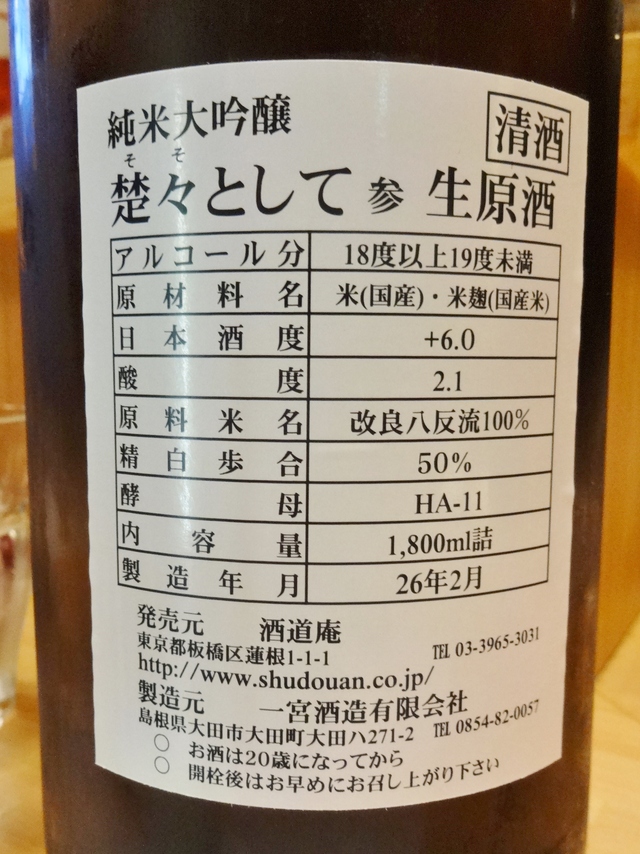 純米大吟醸
清酒
そ そ
楚々として 参 生原酒
アルコール分 18度以上19度未満
原材料名 米(国産)・米麹(国産米)
日本酒度 +6.0
酸度 2.1
原料米名 改良八反流100%
精白歩合 50%
酵母 HA-11
内容量 1,800ml詰
製造年月 26年2月
発売元 酒道庵
東京都板橋区蓮根1-1-1 TEL 03-3965-3031
http://www.shudouan.co.jp/
製造元 一宮酒造有限会社
島根県大田市大田町大田ハ271-2 TEL 0854-82-0057
○ お酒は20歳になってから
○ 開栓後はお早めにお召し上がり下さい